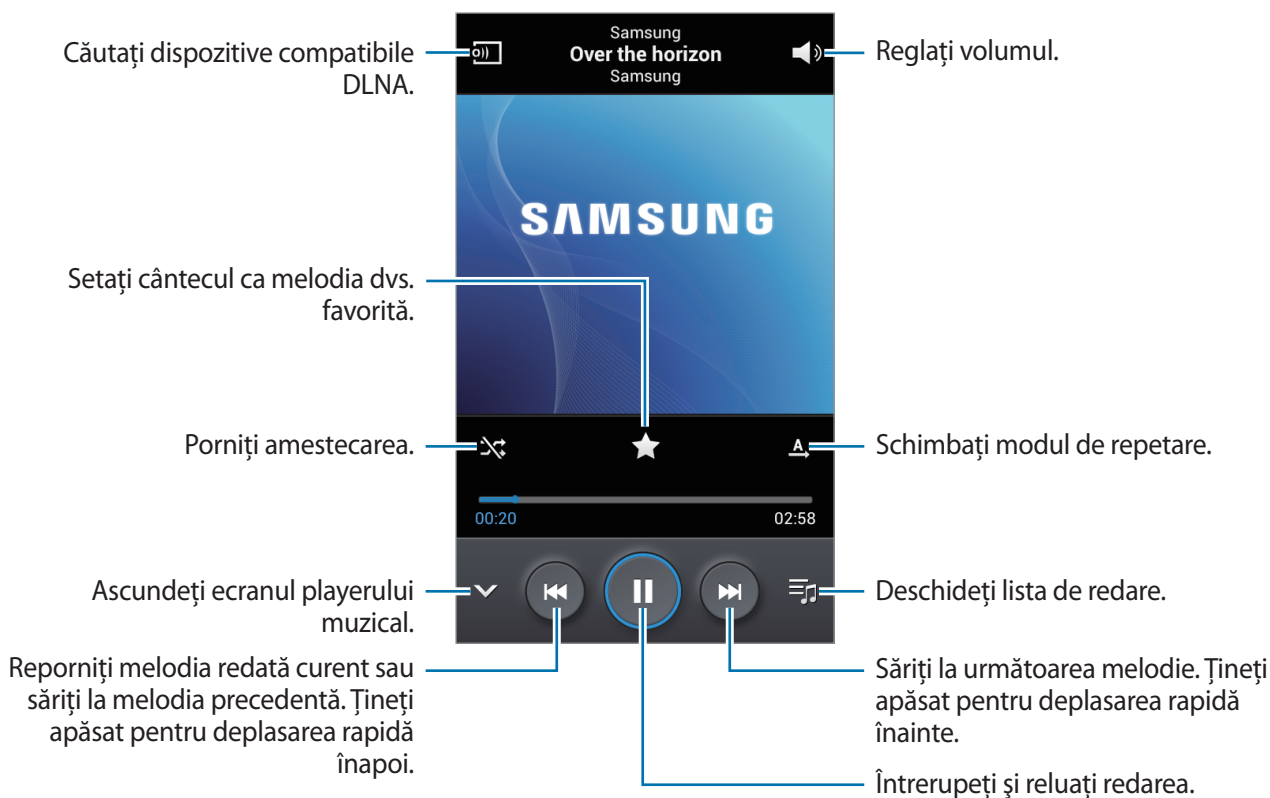 Căutați dispozitive compatibile
DLNA.
Samsung
Over the horizon
Samsung
Reglați volumul.
SAMSUNG
Setați cântecul ca melodia dvs.
favorită.
Porniți amestecarea.
A
Schimbați modul de repetare.
00:20
02:58
Ascundeți ecranul playerului
muzical.
Deschideți lista de redare.
Reporniți melodia redată curent sau
săriți la melodia precedentă. Țineți
apăsat pentru deplasarea rapidă
înapoi.
Săriți la următoarea melodie. Țineți
apăsat pentru deplasarea rapidă
înainte.
Întrerupeți şi reluați redarea.